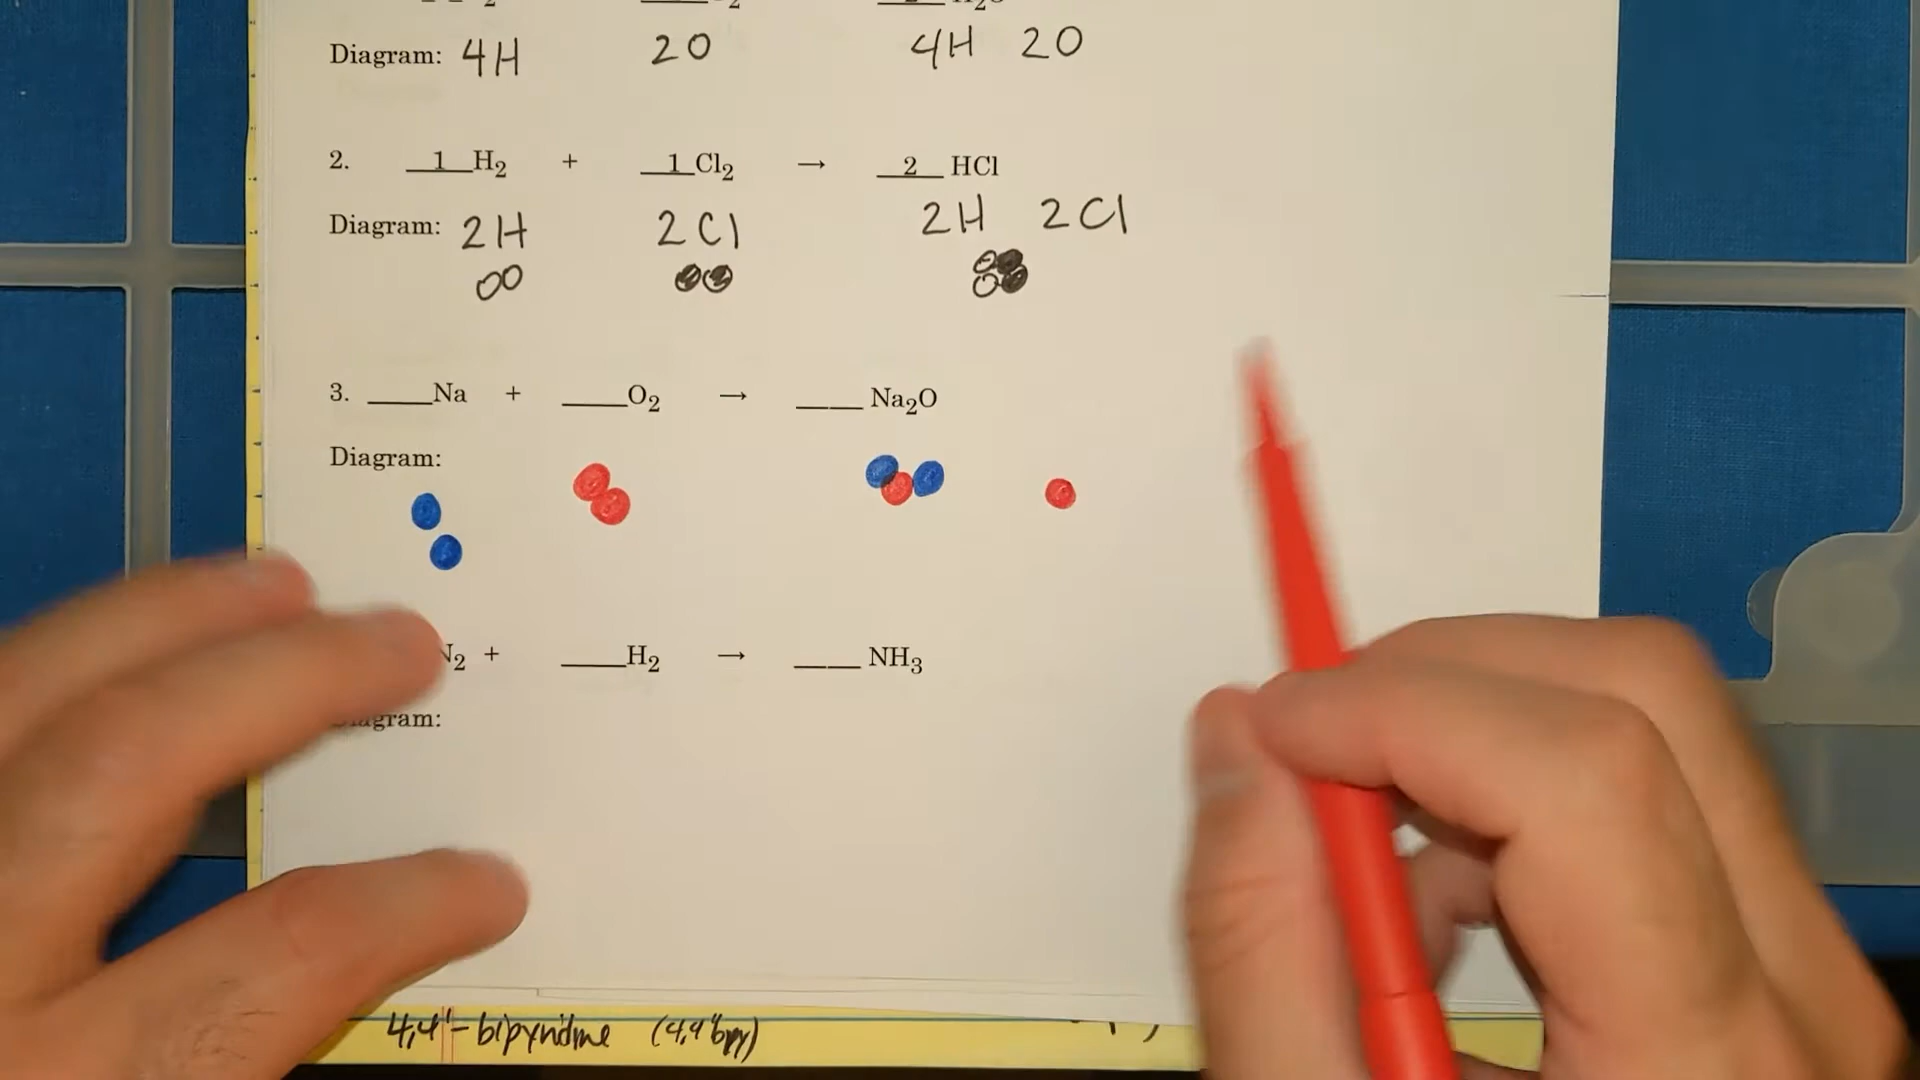 Diagram: 4H 2O 4H 2O
2. 1 H₂ + 1 Cl₂ → 2 HCl
Diagram: 2H 2Cl 2H 2Cl
3. ____Na + ____O₂ → ____ Na₂O
Diagram:
N₂ + ____H₂ → ____ NH₃
Diagram:
4,4'-bipyridine (4,4'bpy)